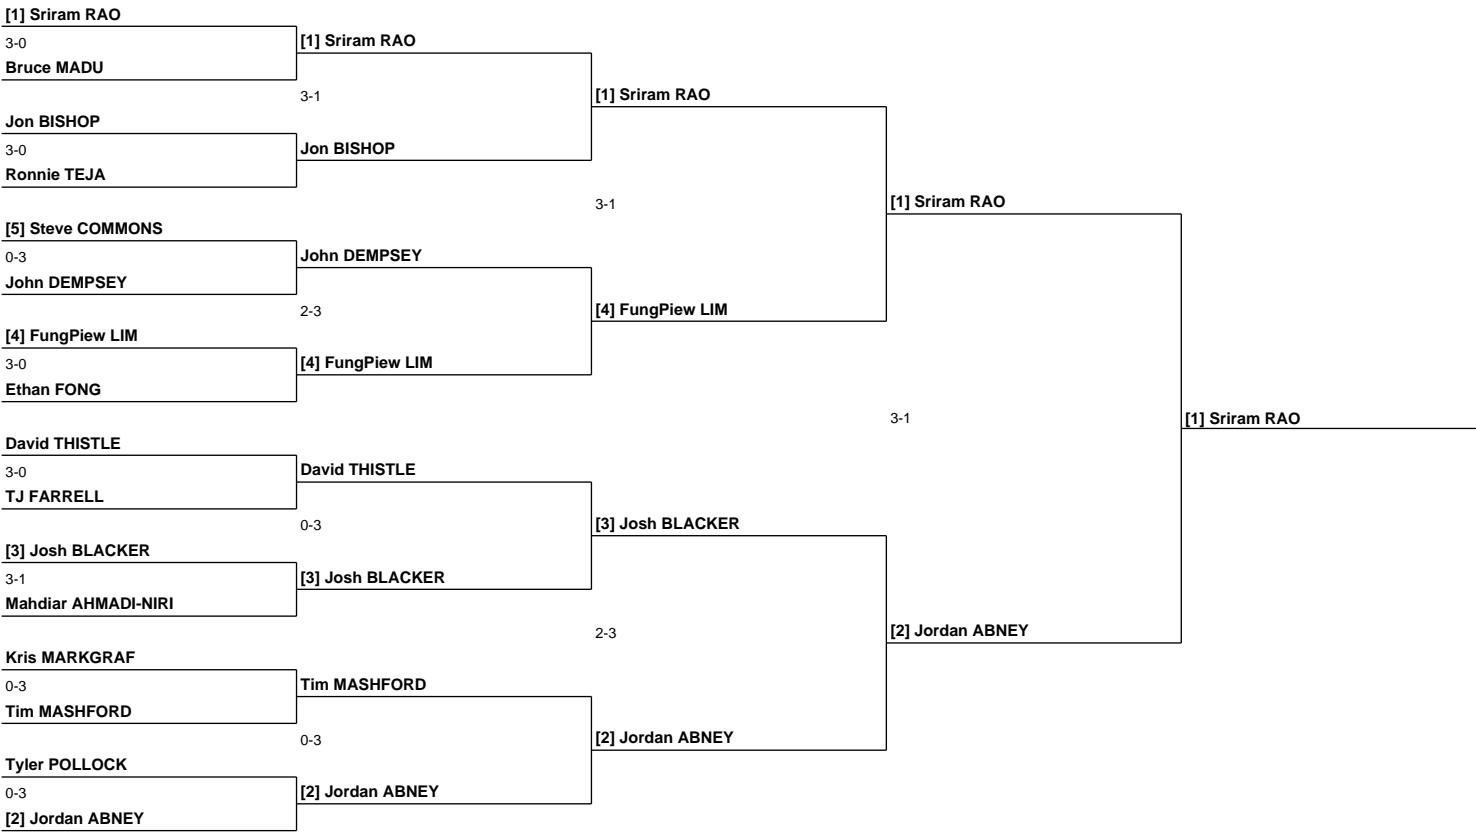 [1] Sriram RAO
3-0
Bruce MADU
Jon BISHOP
3-0
Ronnie TEJA
[5] Steve COMMONS
0-3
John DEMPSEY
[4] FungPiew LIM
3-0
Ethan FONG
David THISTLE
3-0
TJ FARRELL
[3] Josh BLACKER
3-1
Mahdiar AHMADI-NIRI
Kris MARKGRAF
0-3
Tim MASHFORD
Tyler POLLOCK
0-3
[2] Jordan ABNEY
[1] Sriram RAO
3-1
Jon BISHOP
John DEMPSEY
2-3
[4] FungPiew LIM
David THISTLE
0-3
[3] Josh BLACKER
Tim MASHFORD
0-3
[2] Jordan ABNEY
[1] Sriram RAO
3-1
[4] FungPiew LIM
[3] Josh BLACKER
2-3
[2] Jordan ABNEY
[1] Sriram RAO
3-1
[2] Jordan ABNEY
[1] Sriram RAO